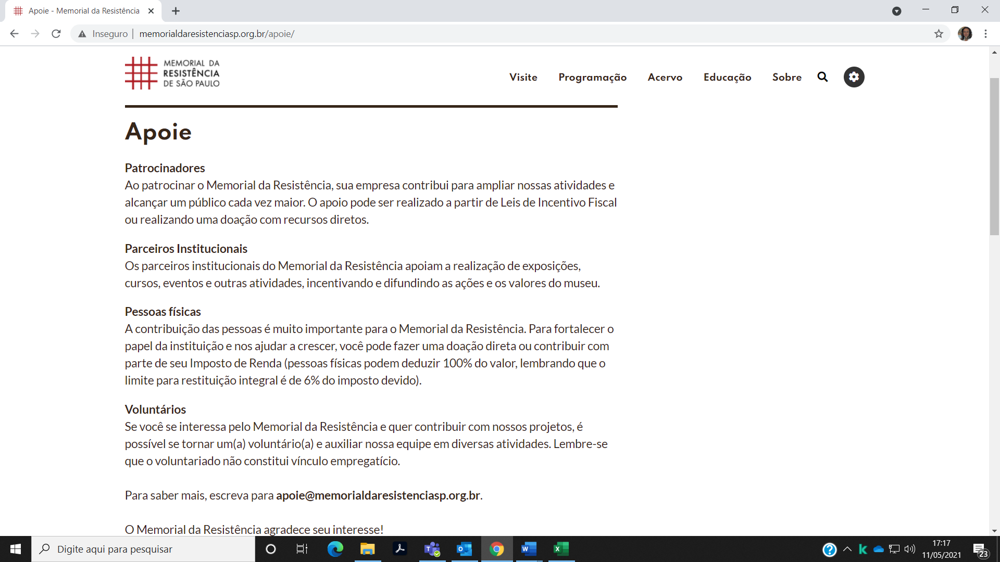 Apoie - Memorial da Resistência
Inseguro | memorialdaresistenciasp.org.br/apoie/
MEMORIAL DA
RESISTÊNCIA
DE SÃO PAULO
Visite Programação Acervo Educação Sobre
Apoie
Patrocinadores
Ao patrocinar o Memorial da Resistência, sua empresa contribui para ampliar nossas atividades e
alcançar um público cada vez maior. O apoio pode ser realizado a partir de Leis de Incentivo Fiscal
ou realizando uma doação com recursos diretos.
Parceiros Institucionais
Os parceiros institucionais do Memorial da Resistência apoiam a realização de exposições,
cursos, eventos e outras atividades, incentivando e difundindo as ações e os valores do museu.
Pessoas físicas
A contribuição das pessoas é muito importante para o Memorial da Resistência. Para fortalecer o
papel da instituição e nos ajudar a crescer, você pode fazer uma doação direta ou contribuir com
parte de seu Imposto de Renda (pessoas físicas podem deduzir 100% do valor, lembrando que o
limite para restituição integral é de 6% do imposto devido).
Voluntários
Se você se interessa pelo Memorial da Resistência e quer contribuir com nossos projetos, é
possível se tornar um(a) voluntário(a) e auxiliar nossa equipe em diversas atividades. Lembre-se
que o voluntariado não constitui vínculo empregatício.
Para saber mais, escreva para apoie@memorialdaresistenciasp.org.br.
O Memorial da Resistência agradece seu interesse!
Digite aqui para pesquisar
17:17
11/05/2021
23